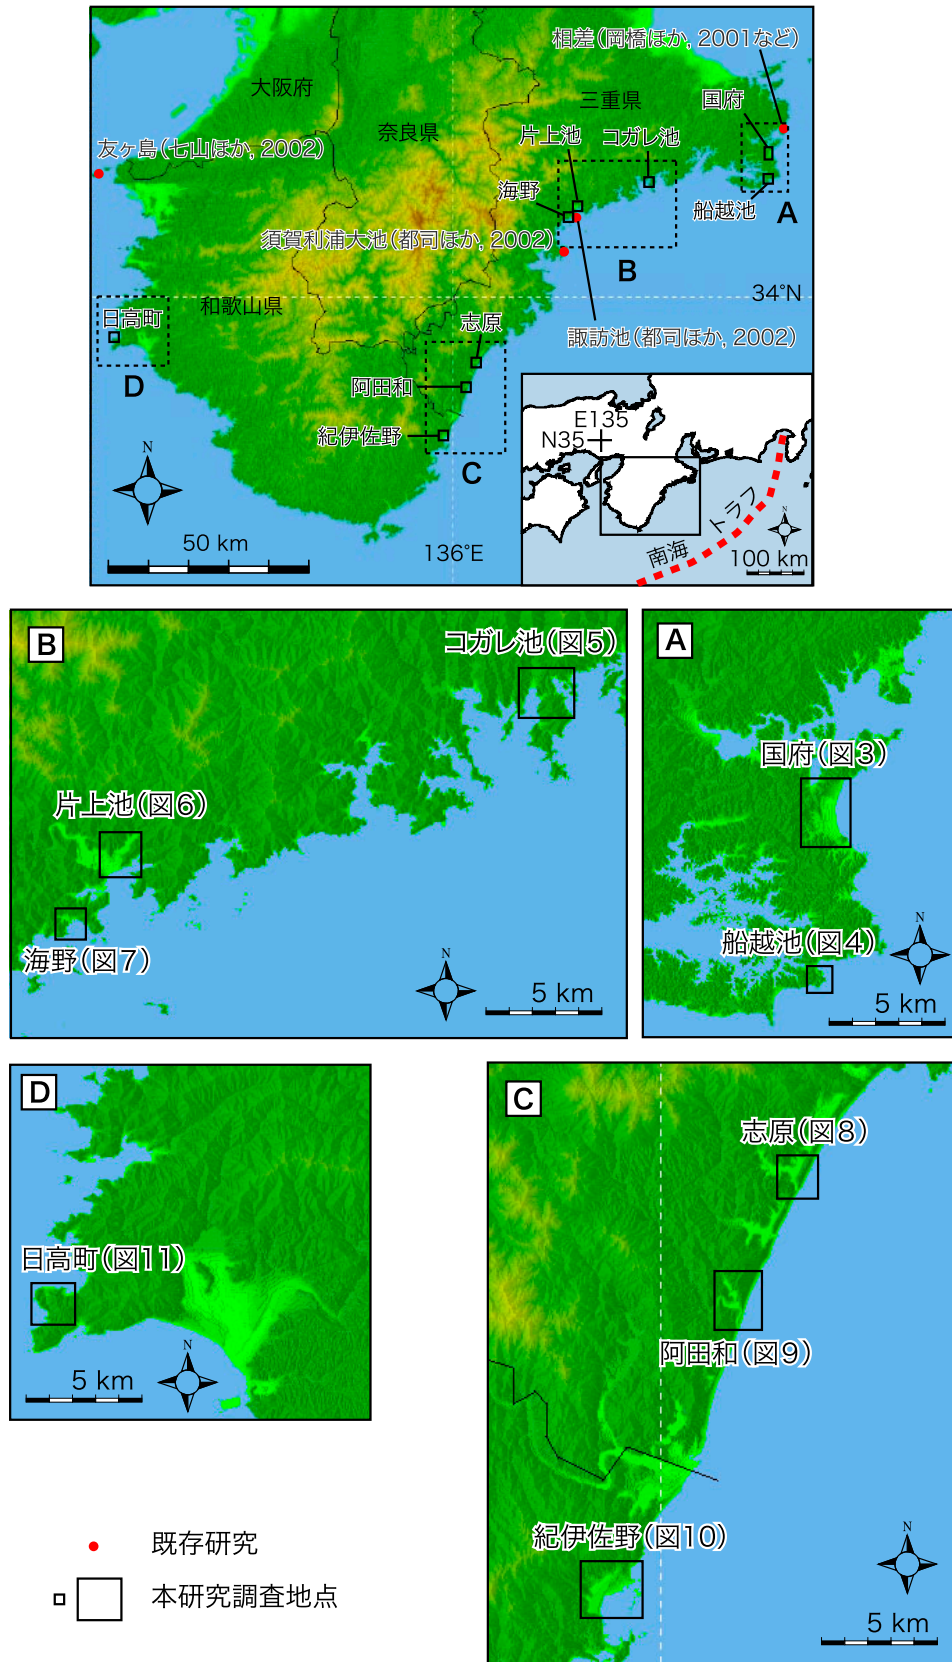 相差(岡橋ほか, 2001など)
大阪府
三重県
国府
奈良県
片上池
コガレ池
友ヶ島(七山ほか, 2002)
海野
船越池
A
須賀利浦大池(都司ほか, 2002)
B
34°N
和歌山県
日高町
志原
諏訪池(都司ほか, 2002)
D
阿田和
紀伊佐野
C
N
50 km
136°E
E135
N35
南海
トラフ
N
100 km
B
コガレ池(図5)
片上池(図6)
海野(図7)
N
5 km
A
国府(図3)
船越池(図4)
N
5 km
D
日高町(図11)
N
5 km
C
志原(図8)
阿田和(図9)
紀伊佐野(図10)
N
5 km
既存研究
本研究調査地点